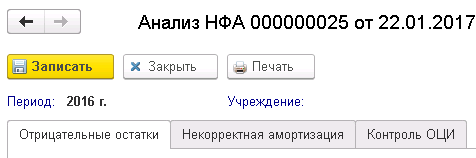 Анализ НФА 000000025 от 22.01.2017
Записать Закрыть Печать
Период: 2016 г. Учреждение:
Отрицательные остатки Некорректная амортизация Контроль ОЦИ